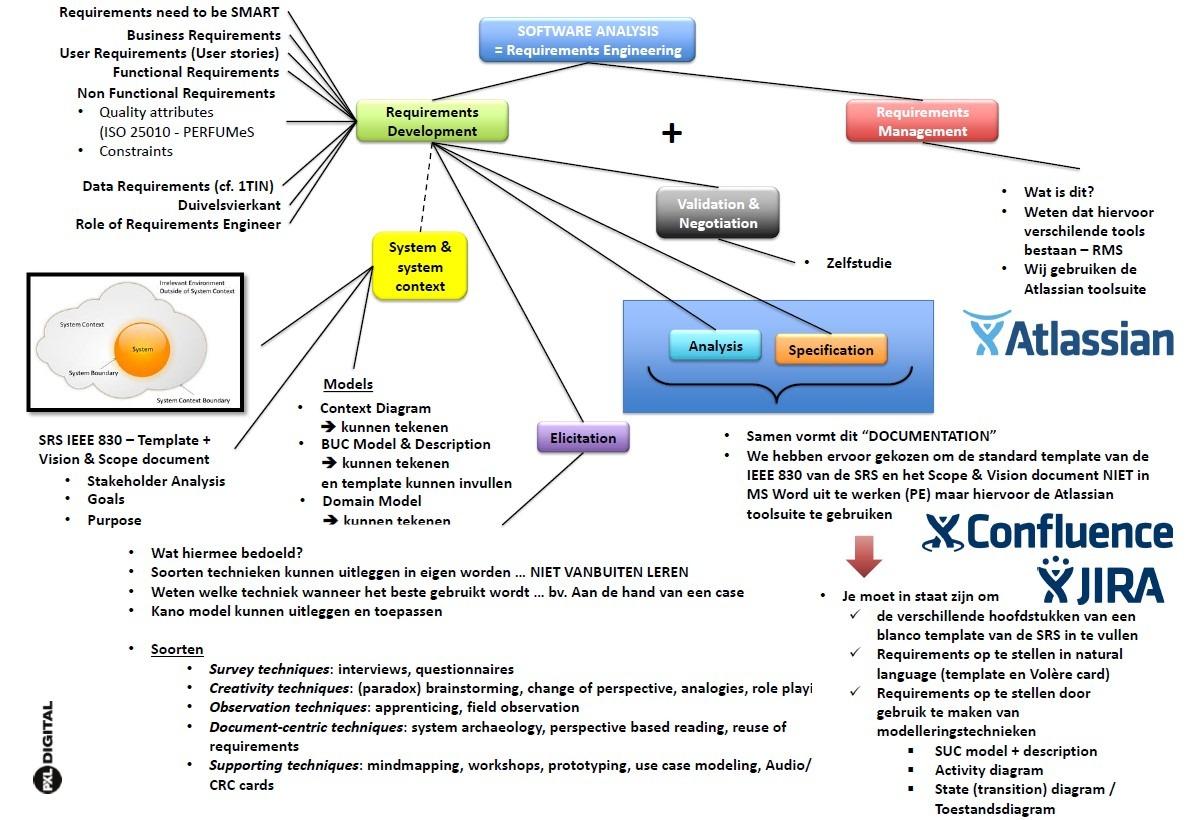 Requirements need to be SMART
Business Requirements
User Requirements (User stories)
Functional Requirements
Non Functional Requirements
• Quality attributes
(ISO 25010 - PERFUMeS
• Constraints
Data Requirements (cf. 1TIN)
Duivelsvierkant
Role of Requirements Engineer
SOFTWARE ANALYSIS
= Requirements Engineering
Requirements
Development
+
Requirements
Management
• Wat is dit?
• Weten dat hiervoor
verschilende tools
bestaan – RMS
• Wij gebruiken de
Atlassian toolsuite
Atlassian
Validation &
Negotiation
• Zelfstudie
System &
system
context
Irrelevant Environment
Outside of System Context
System Context
System
System Boundary
System Context Boundary
SRS IEEE 830 – Template +
Vision & Scope document
• Stakeholder Analysis
• Goals
• Purpose
Models
• Context Diagram
➔ kunnen tekenen
• BUC Model & Description
➔ kunnen tekenen
en template kunnen invullen
• Domain Model
➔ kunnen tekenen
Analysis
Specification
Elicitation
• Samen vormt dit “DOCUMENTATION”
• We hebben ervoor gekozen om de standard template van de
IEEE 830 van de SRS en het Scope & Vision document NIET in
MS Word uit te werken (PE) maar hiervoor de Atlassian
toolsuite te gebruiken
Confluence
JIRA
• Je moet in staat zijn om
✓ de verschillende hoofdstukken van een
blanco template van de SRS in te vullen
✓ Requirements op te stellen in natural
language (template en Volère card)
✓ Requirements op te stellen door
gebruik te maken van
modelleringstechnieken
▪ SUC model + description
▪ Activity diagram
▪ State (transition) diagram /
Toestandsdiagram
• Wat hiermee bedoeld?
• Soorten technieken kunnen uitleggen in eigen worden … NIET VANBUITEN LEREN
• Weten welke techniek wanneer het beste gebruikt wordt … bv. Aan de hand van een case
• Kano model kunnen uitleggen en toepassen
• Soorten
• Survey techniques: interviews, questionnaires
• Creativity techniques: (paradox) brainstorming, change of perspective, analogies, role playi
• Observation techniques: apprenticing, field observation
• Document-centric techniques: system archaeology, perspective based reading, reuse of
requirements
• Supporting techniques: mindmapping, workshops, prototyping, use case modeling, Audio/
CRC cards
PXL DIGITAL